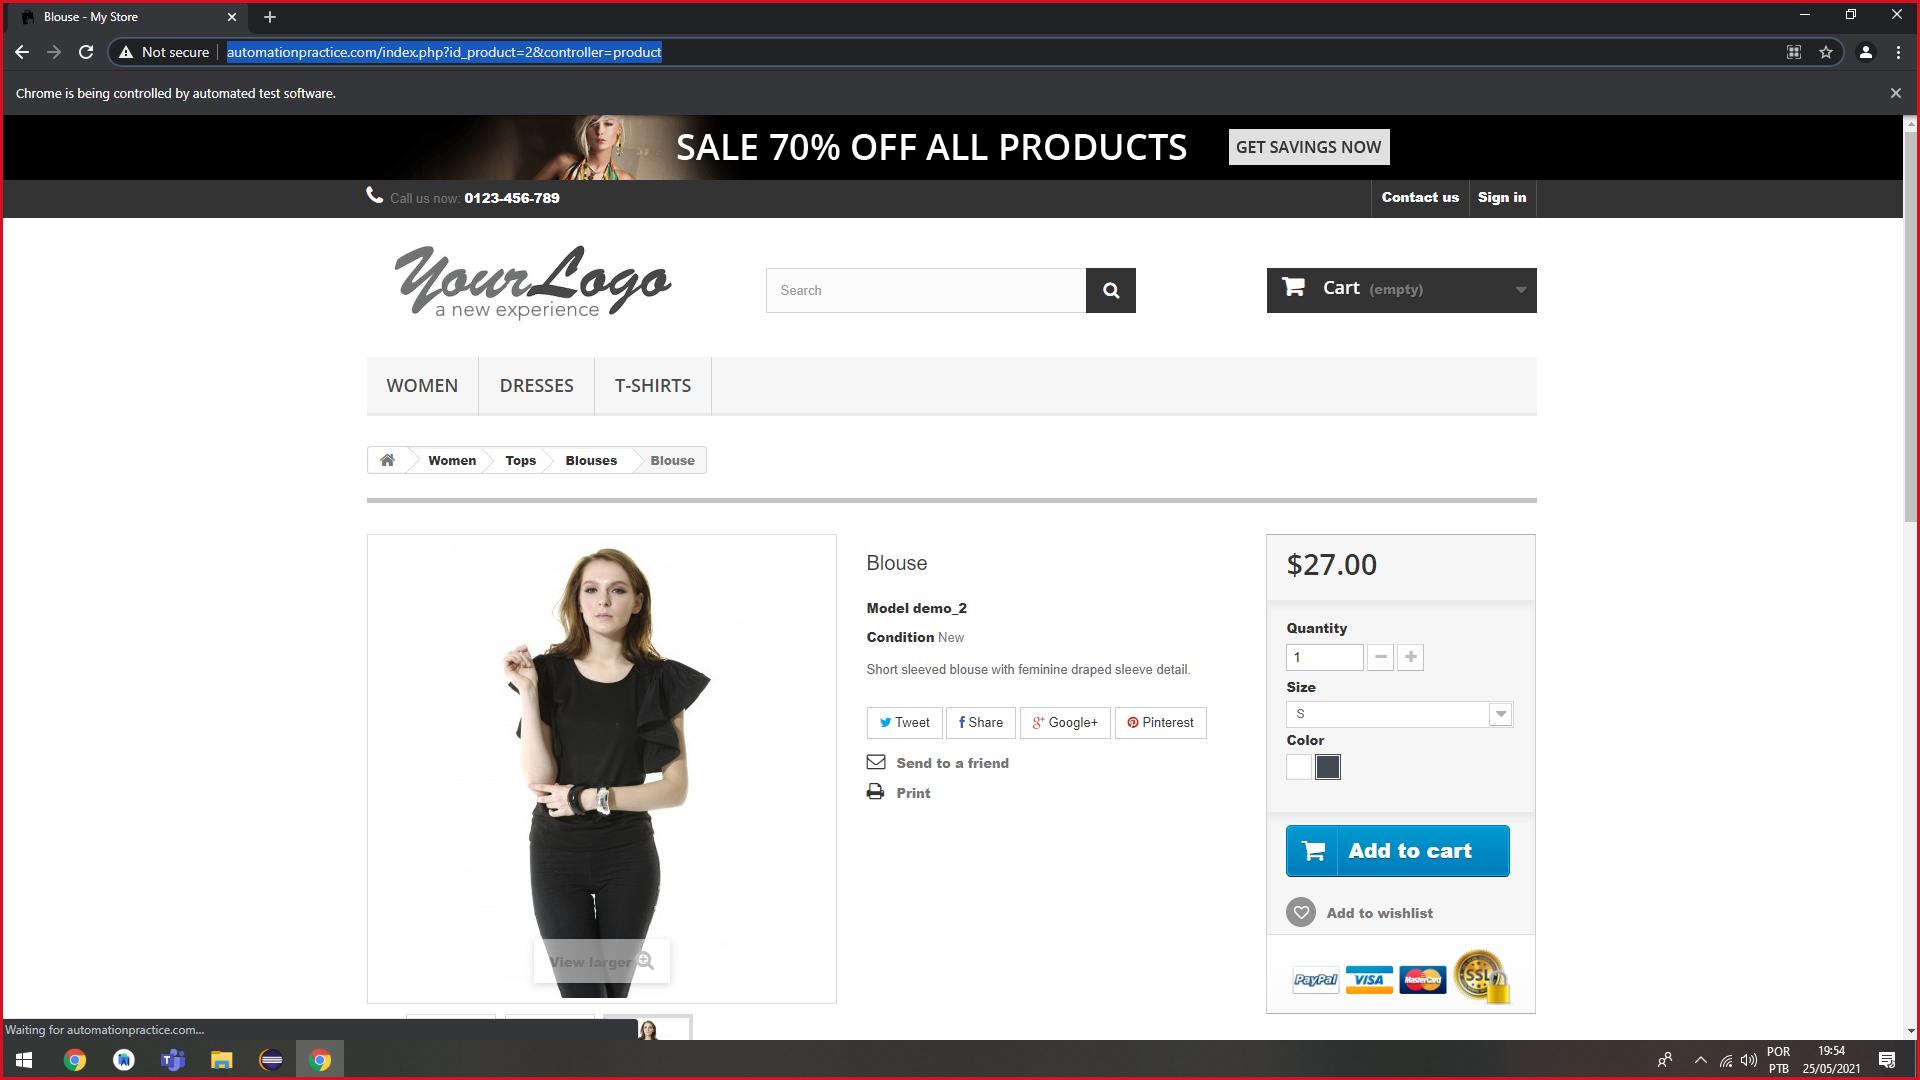 Blouse - My Store
Not secure
automationpractice.com/index.php?id_product=2&controller=product
Chrome is being controlled by automated test software.
SALE 70% OFF ALL PRODUCTS
GET SAVINGS NOW
Call us now: 0123-456-789
Contact us
Sign in
YourLogo
a new experience
Search
Cart (empty)
WOMEN
DRESSES
T-SHIRTS
Women
Tops
Blouses
Blouse
Blouse
Model demo_2
Condition New
Short sleeved blouse with feminine draped sleeve detail.
Tweet
Share
Google+
Pinterest
Send to a friend
Print
View larger
$27.00
Quantity
1
Size
S
Color
Add to cart
Add to wishlist
PayPal
VISA
MasterCard
SSL
Waiting for automationpractice.com...
POR
PTB
19:54
25/05/2021